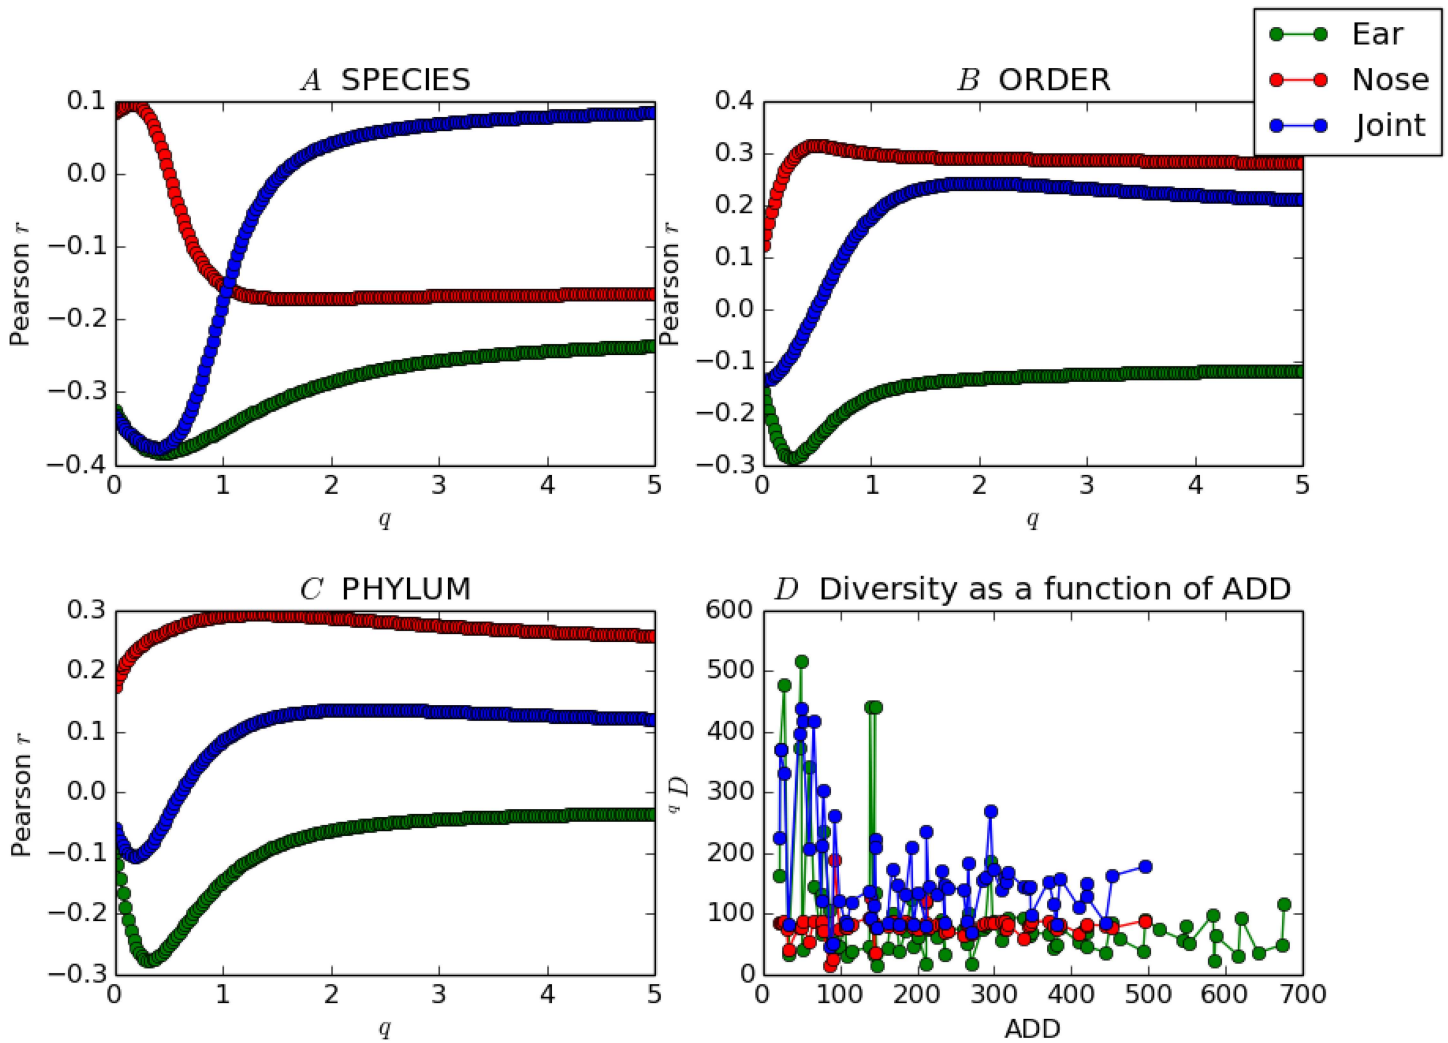 Ear
Nose
Joint
A SPECIES
0.1
0.0
−0.1
−0.2
−0.3
−0.4
Pearson r
0 1 2 3 4 5
q
B ORDER
0.4
0.3
0.2
0.1
0.0
−0.1
−0.2
−0.3
Pearson r
0 1 2 3 4 5
q
C PHYLUM
0.3
0.2
0.1
0.0
−0.1
−0.2
−0.3
Pearson r
0 1 2 3 4 5
q
D Diversity as a function of ADD
600
500
400
300
200
100
0
qD
0 100 200 300 400 500 600 700
ADD